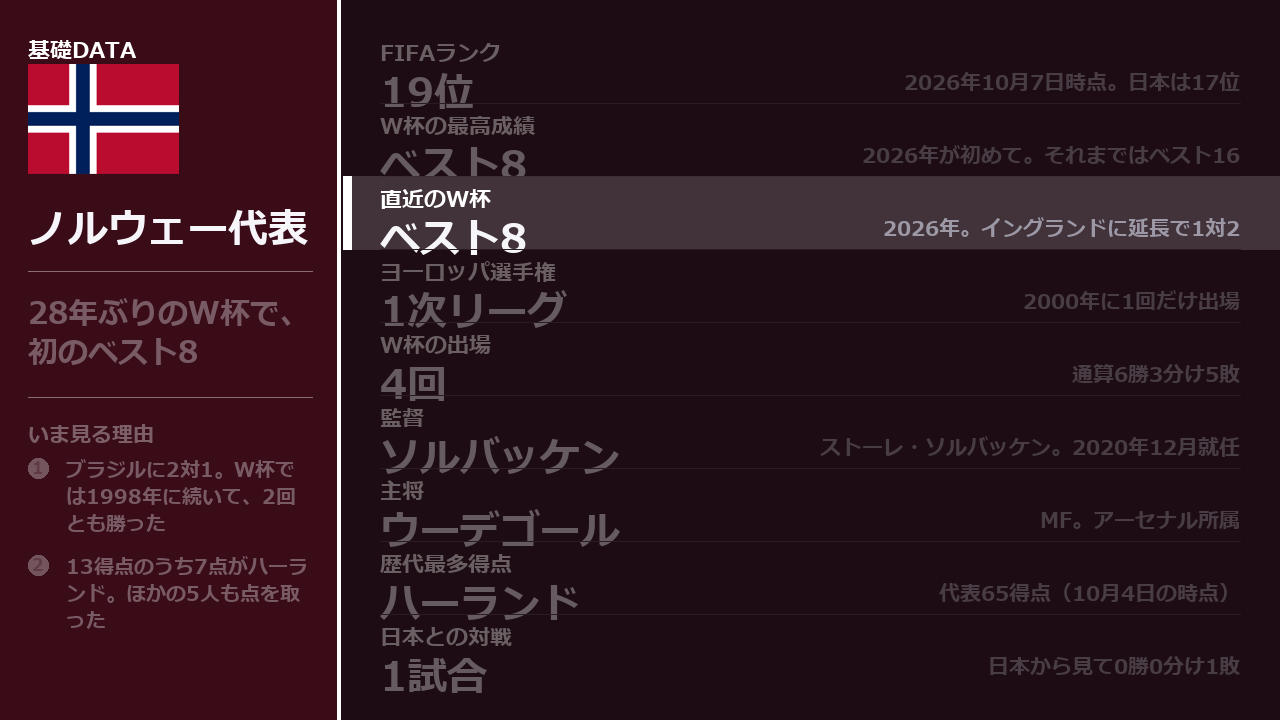 基礎DATA
ノルウェー代表
28年ぶりのW杯で、
初のベスト8
いま見る理由
1 ブラジルに2対1。W杯で
は1998年に続いて、2回
とも勝った
2 13得点のうち7点がハーラ
ンド。ほかの5人も点を取
った
FIFAランク
19位 2026年10月7日時点。日本は17位
W杯の最高成績
ベスト8 2026年が初めて。それまではベスト16
直近のW杯
ベスト8 2026年。イングランドに延長で1対2
ヨーロッパ選手権
1次リーグ 2000年に1回だけ出場
W杯の出場
4回 通算6勝3分け5敗
監督
ソルバッケン ストーレ・ソルバッケン。2020年12月就任
主将
ウーデゴール MF。アーセナル所属
歴代最多得点
ハーランド 代表65得点（10月4日の時点）
日本との対戦
1試合 日本から見て0勝0分け1敗